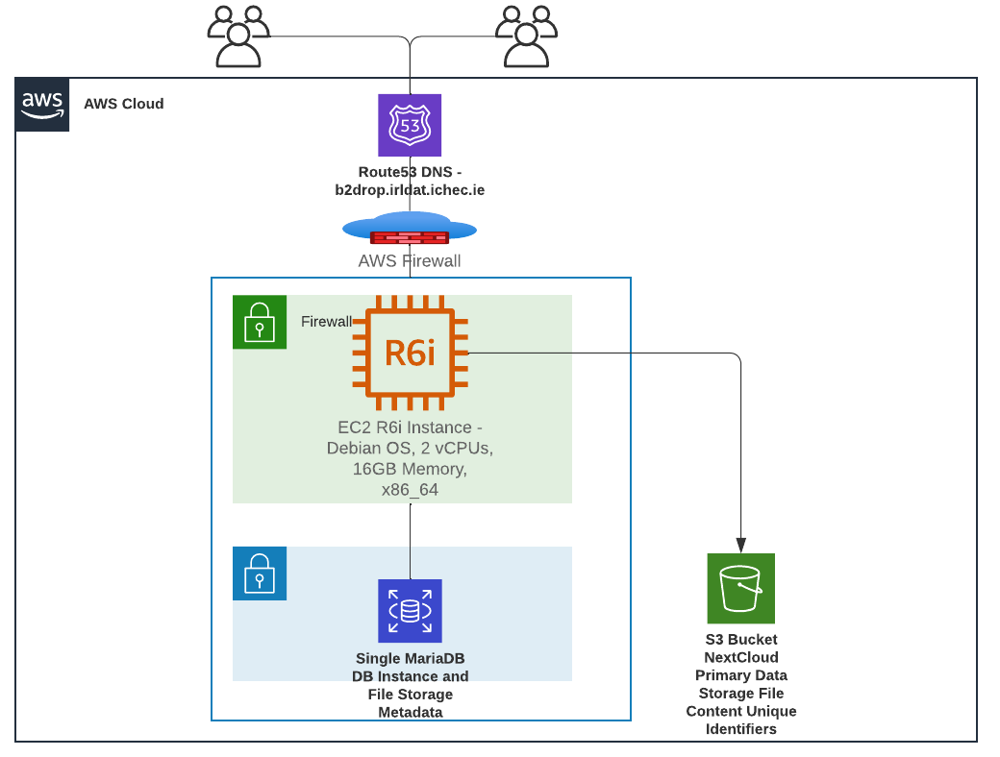 aws
AWS Cloud
53
Route53 DNS -
b2drop.irldat.ichec.ie
AWS Firewall
Firewall
R6i
EC2 R6i Instance -
Debian OS, 2 vCPUs,
16GB Memory,
x86_64
Single MariaDB
DB Instance and
File Storage
Metadata
S3 Bucket
NextCloud
Primary Data
Storage File
Content Unique
Identifiers